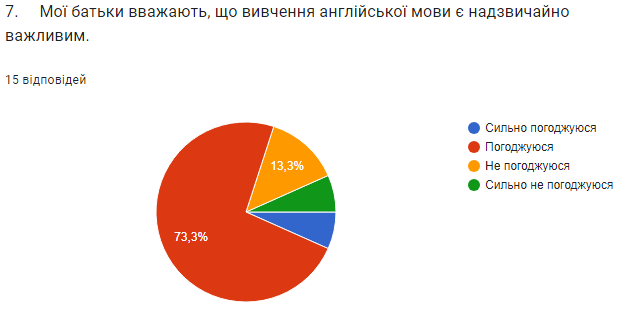 7. Мої батьки вважають, що вивчення англійської мови є надзвичайно
важливим.
15 відповідей
Сильно погоджуюся
Погоджуюся
Не погоджуюся
Сильно не погоджуюся
13,3%
73,3%